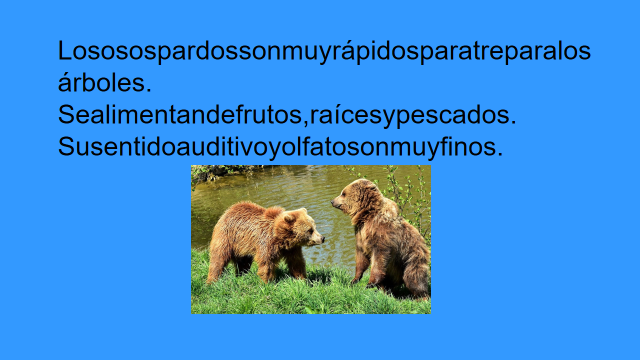 Lososospardossonmuyrápidosparatreparalos
árboles.
Sealimentandefrutos,raícesypescados.
Susentidoauditivoyolfatosonmuyfinos.